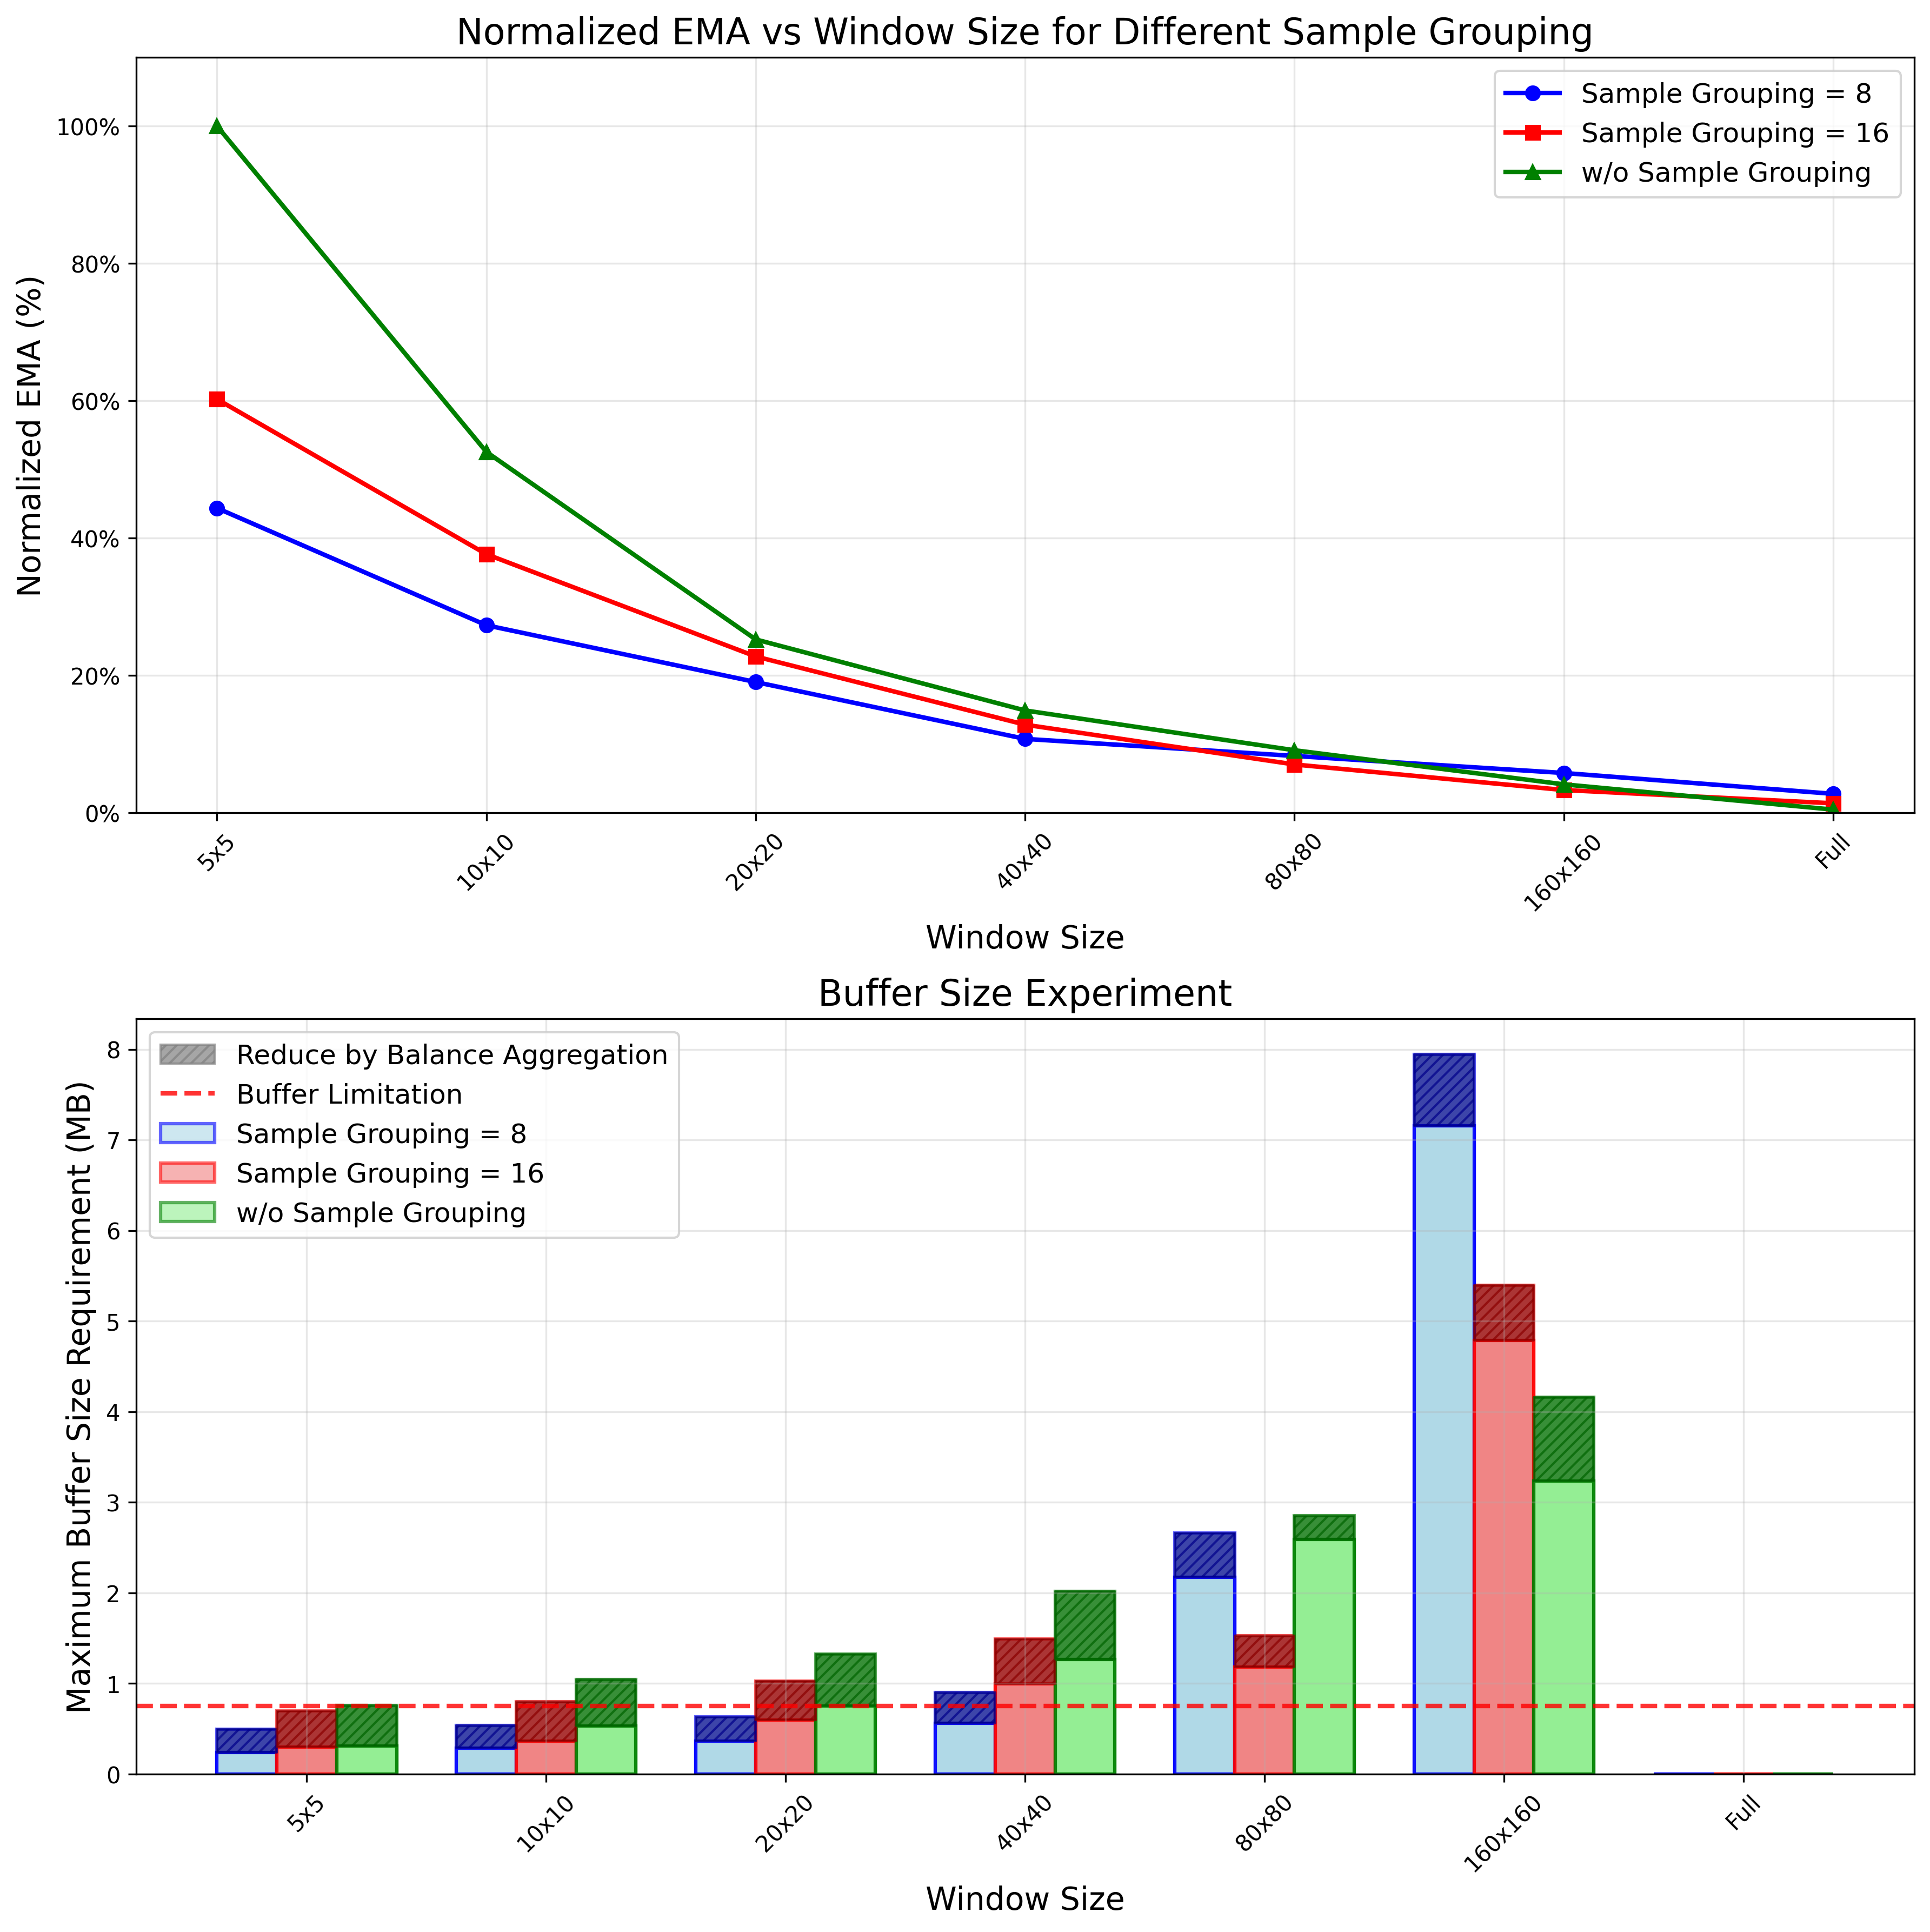 Normalized EMA vs Window Size for Different Sample Grouping
Normalized EMA (%)
100%
80%
60%
40%
20%
0%
Sample Grouping = 8
Sample Grouping = 16
w/o Sample Grouping
5x5
10x10
20x20
40x40
80x80
160x160
Full
Window Size
Buffer Size Experiment
Maximum Buffer Size Requirement (MB)
8
7
6
5
4
3
2
1
0
Reduce by Balance Aggregation
Buffer Limitation
Sample Grouping = 8
Sample Grouping = 16
w/o Sample Grouping
5x5
10x10
20x20
40x40
80x80
160x160
Full
Window Size